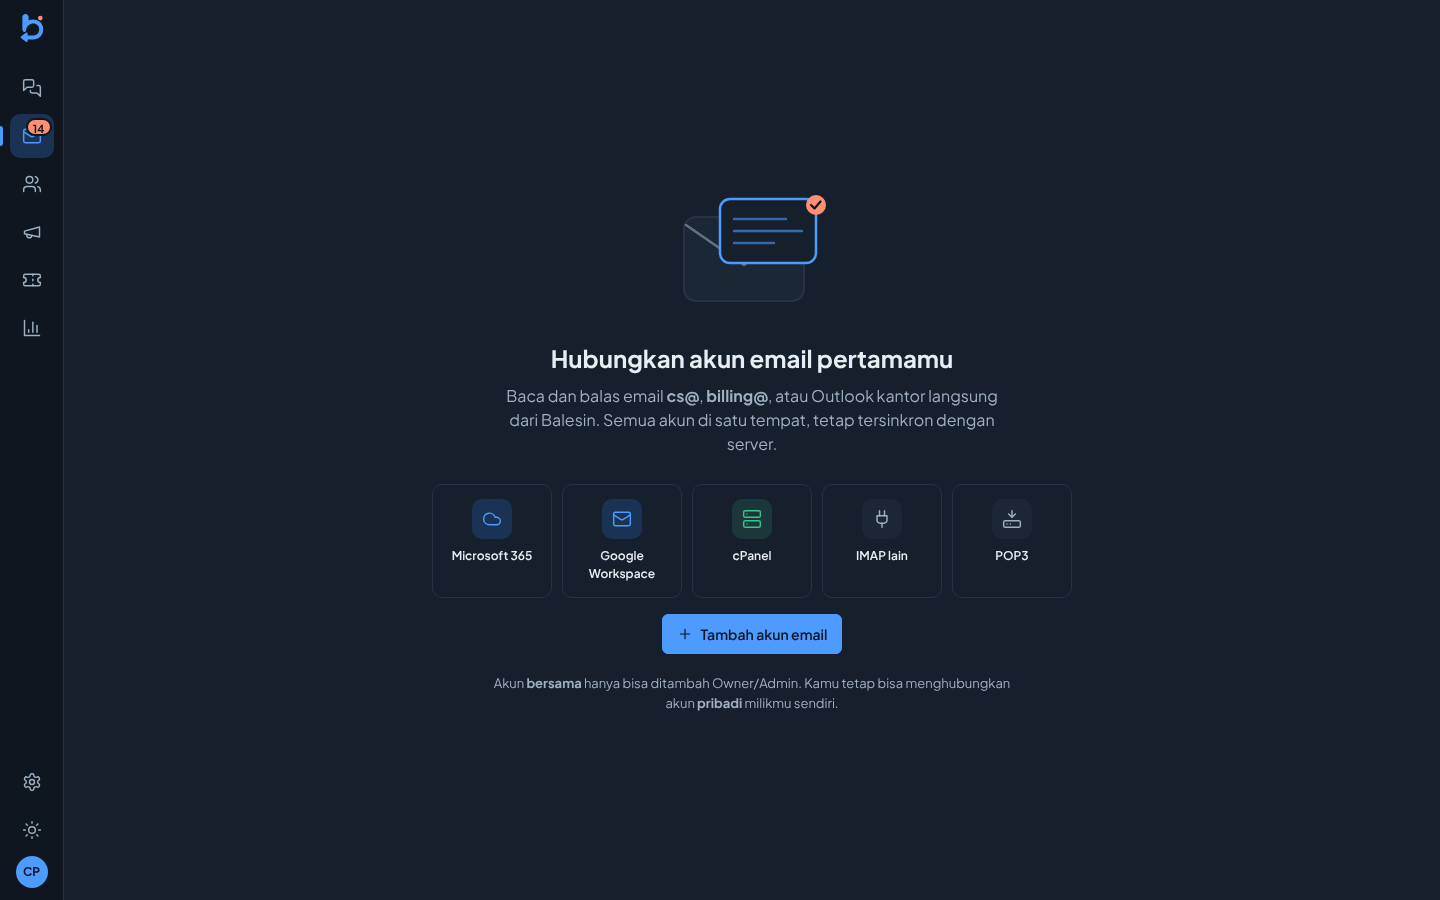 14
Hubungkan akun email pertamamu
Baca dan balas email cs@, billing@, atau Outlook kantor langsung
dari Balesin. Semua akun di satu tempat, tetap tersinkron dengan
server.
Microsoft 365
Google
Workspace
cPanel
IMAP lain
POP3
Tambah akun email
Akun bersama hanya bisa ditambah Owner/Admin. Kamu tetap bisa menghubungkan
akun pribadi milikmu sendiri.
CP